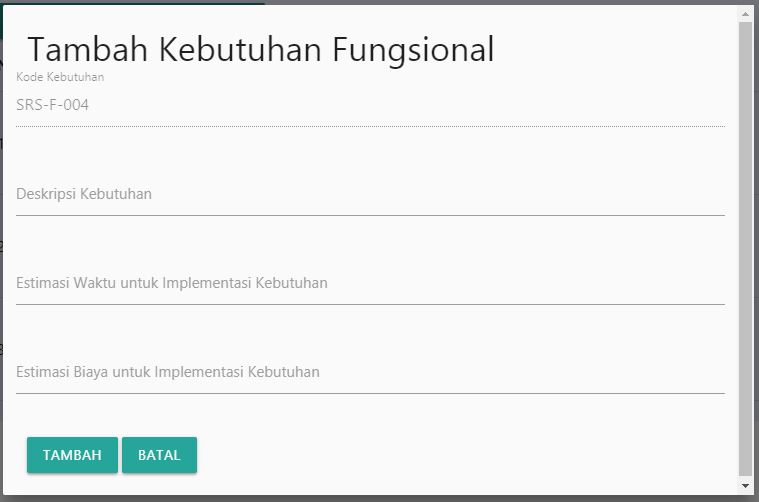 Tambah Kebutuhan Fungsional
Kode Kebutuhan
SRS-F-004
Deskripsi Kebutuhan
Estimasi Waktu untuk Implementasi Kebutuhan
Estimasi Biaya untuk Implementasi Kebutuhan
TAMBAH BATAL